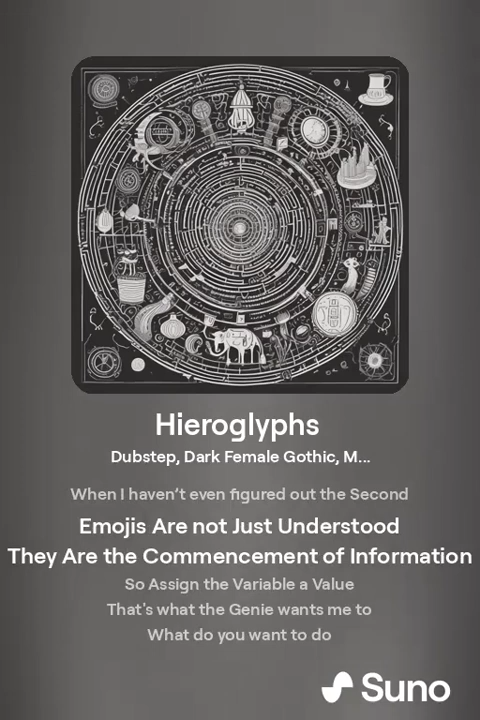 Hieroglyphs
Dubstep, Dark Female Gothic, M...
When I haven't even figured out the Second
Emojis Are not Just Understood
They Are the Commencement of Information
So Assign the Variable a Value
That's what the Genie wants me to
What do you want to do
Suno